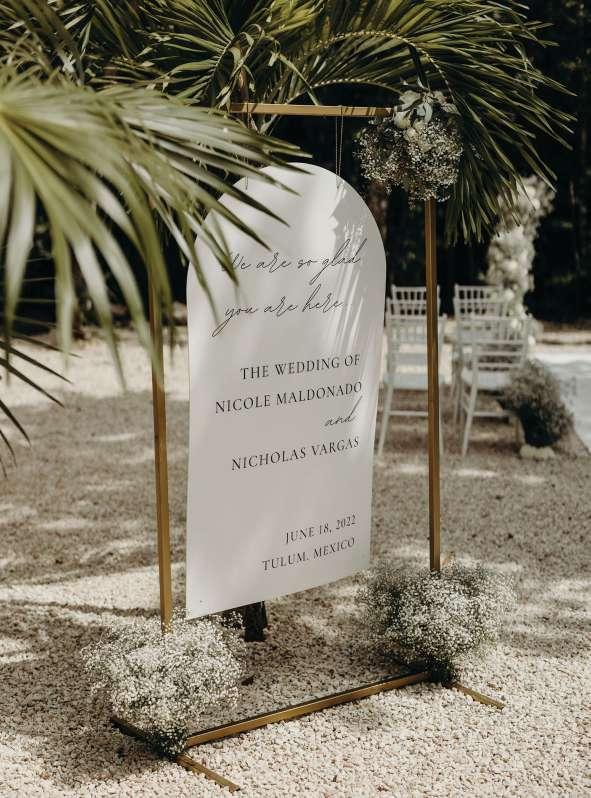 We are so glad
you are here
THE WEDDING OF
NICOLE MALDONADO
and
NICHOLAS VARGAS
JUNE 18, 2022
TULUM, MEXICO